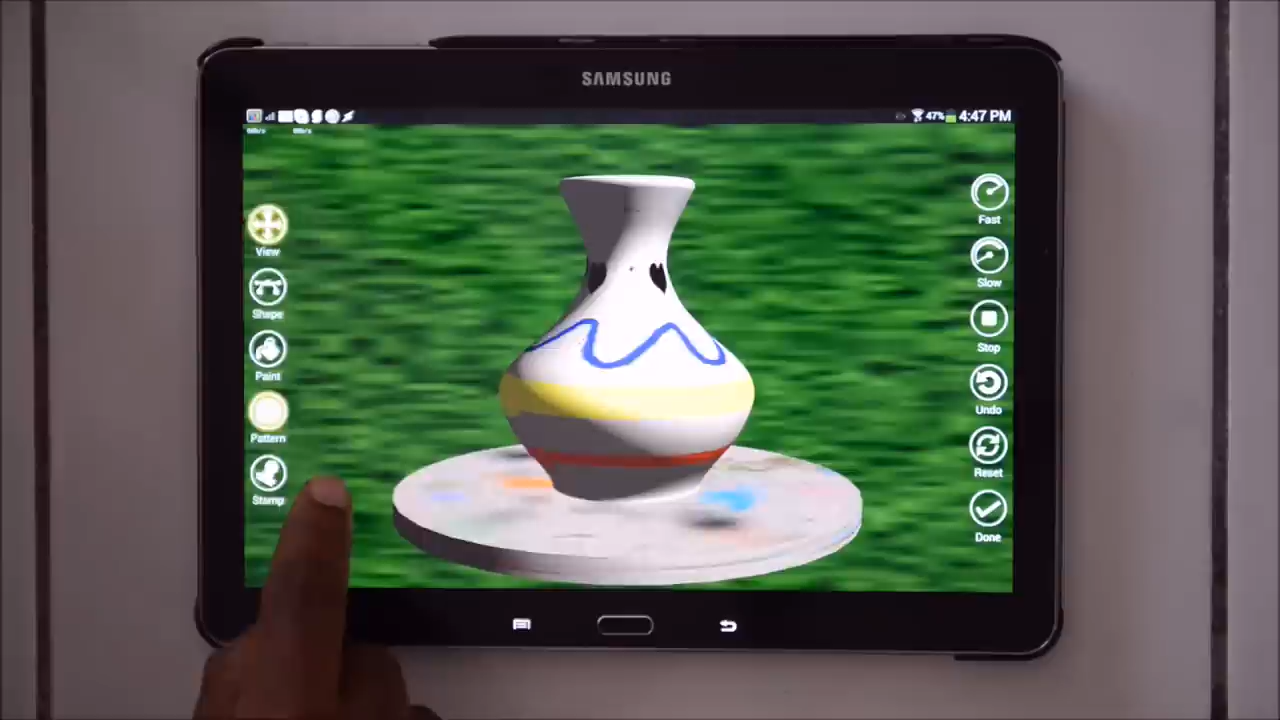 SAMSUNG
47% 4:47 PM
View
Shape
Paint
Pattern
Stamp
Fast
Slow
Stop
Undo
Reset
Done